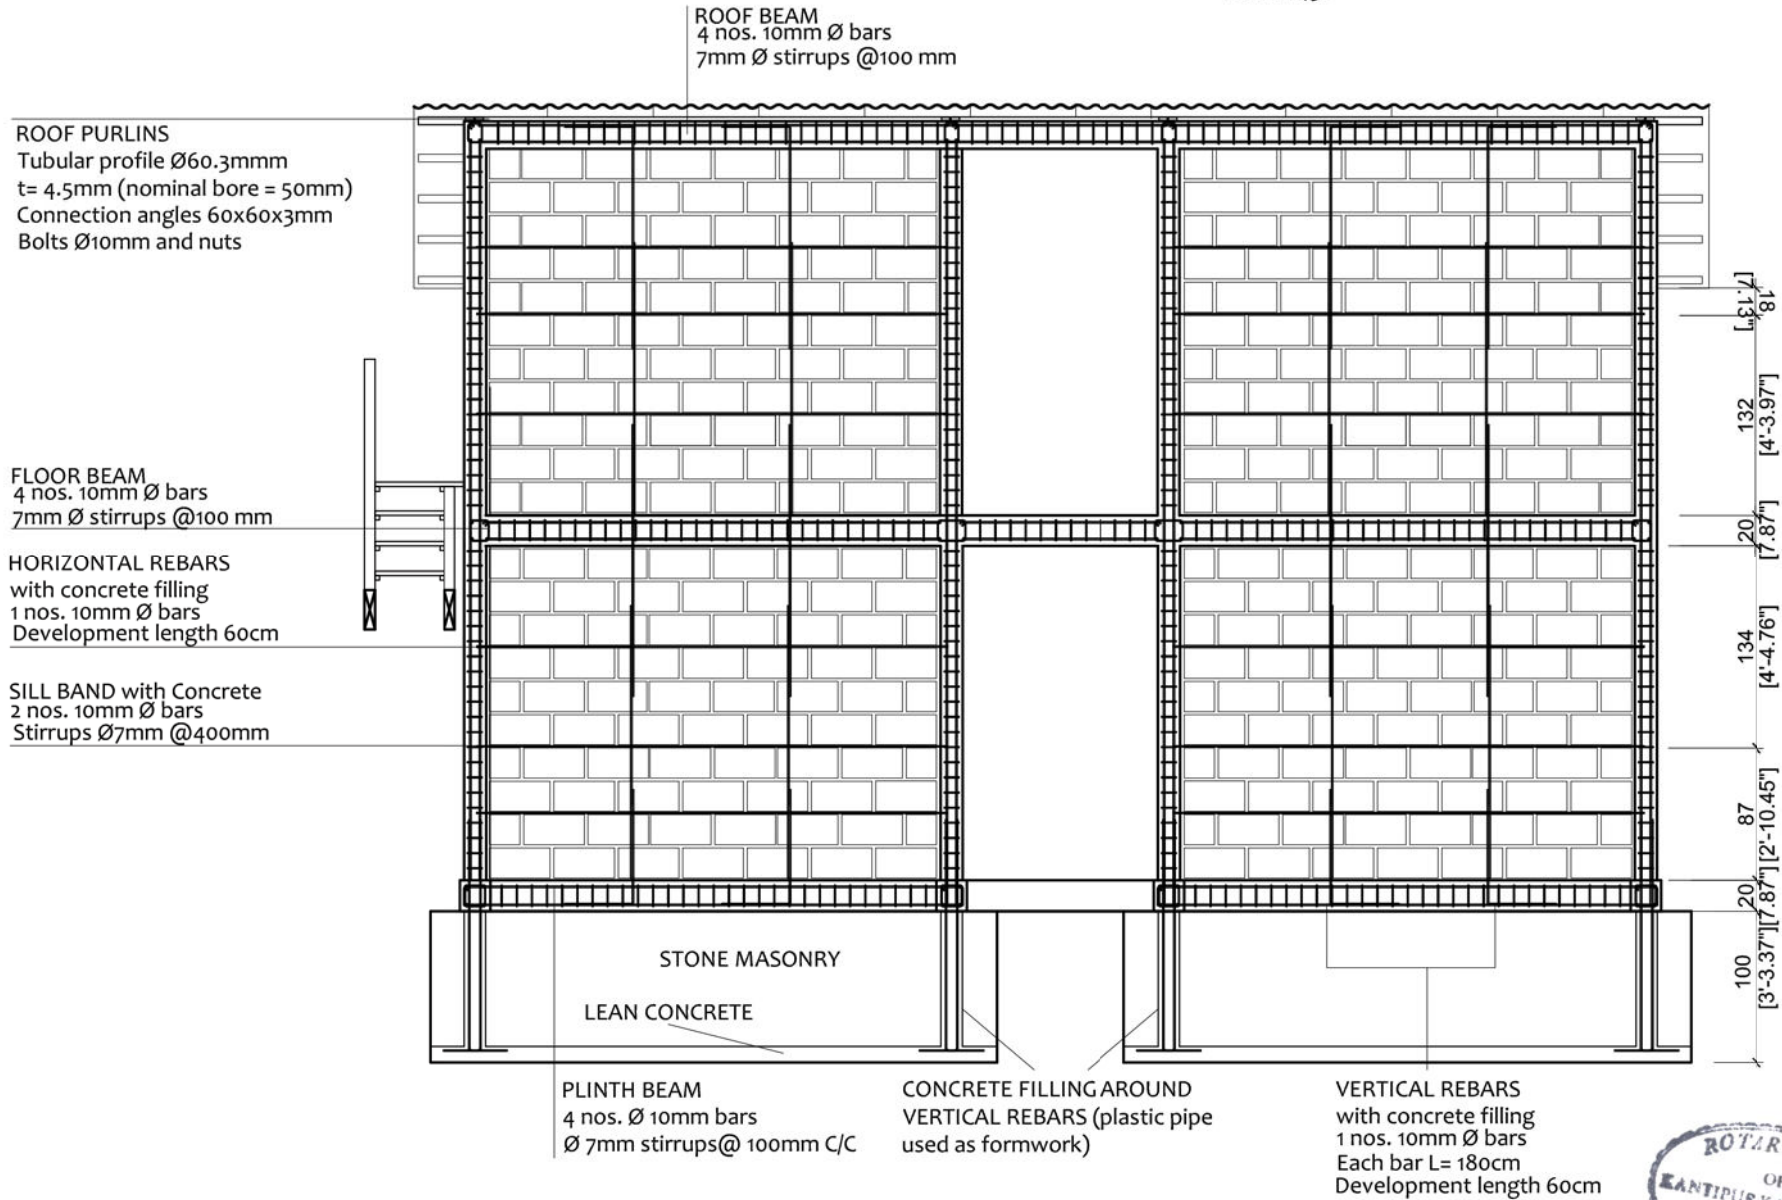 ROOF BEAM
4 nos. 10mm Ø bars
7mm Ø stirrups @100 mm
ROOF PURLINS
Tubular profile Ø60.3mmm
t= 4.5mm (nominal bore = 50mm)
Connection angles 60x60x3mm
Bolts Ø10mm and nuts
FLOOR BEAM
4 nos. 10mm Ø bars
7mm Ø stirrups @100 mm
HORIZONTAL REBARS
with concrete filling
1 nos. 10mm Ø bars
Development length 60cm
SILL BAND with Concrete
2 nos. 10mm Ø bars
Stirrups Ø7mm @400mm
18
[7.13"]
132
[4'-3.97"]
20
[7.87"]
134
[4'-4.76"]
87
[2'-10.45"]
20
[7.87"]
100
[3'-3.37"]
STONE MASONRY
LEAN CONCRETE
PLINTH BEAM
4 nos. Ø 10mm bars
Ø 7mm stirrups@ 100mm C/C
CONCRETE FILLING AROUND
VERTICAL REBARS (plastic pipe
used as formwork)
VERTICAL REBARS
with concrete filling
1 nos. 10mm Ø bars
Each bar L= 180cm
Development length 60cm
ROTAR